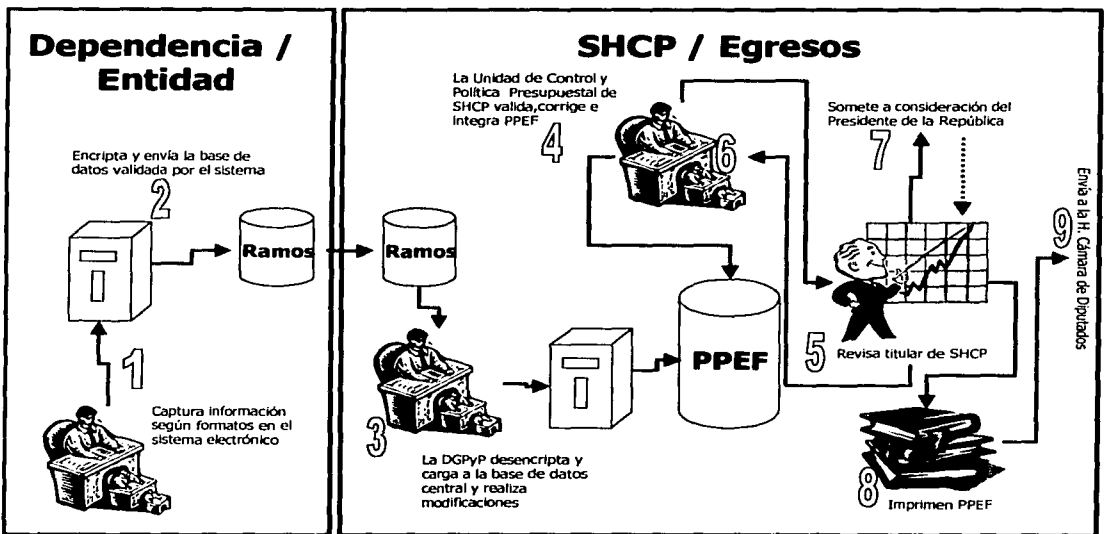 Dependencia /
Entidad
Encripta y envía la base de
datos validada por el sistema
2
Ramos
1
Captura información
según formatos en el
sistema electrónico
SHCP / Egresos
La Unidad de Control y
Política Presupuestal de
SHCP valida,corrige e
integra PPEF
4
6
Somete a consideración del
Presidente de la República
7
Ramos
3
La DGPyP desencripta y
carga a la base de datos
central y realiza
modificaciones
PPEF
5
Revisa titular de SHCP
8
Imprimen PPEF
9
Envía a la H. Cámara de Diputados